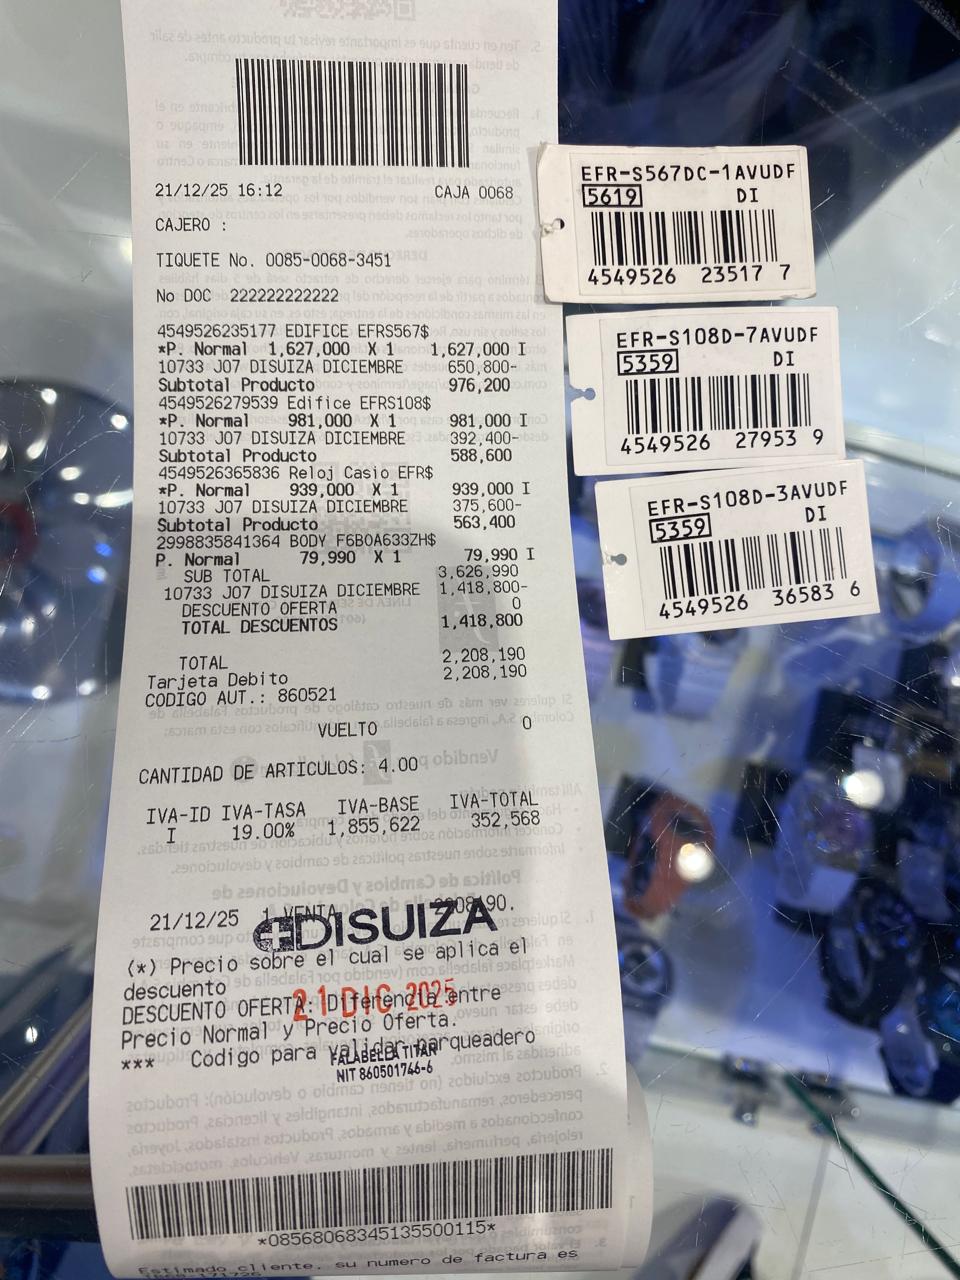 21/12/25 16:12 CAJA 0068
CAJERO :
TIQUETE No. 0085-0068-3451
No DOC 222222222222
4549526235177 EDIFICE EFRS567$
*P. Normal 1,627,000 X 1 1,627,000 I
10733 J07 DISUIZA DICIEMBRE 650,800-
Subtotal Producto 976,200
4549526279539 Edifice EFRS108$
*P. Normal 981,000 X 1 981,000 I
10733 J07 DISUIZA DICIEMBRE 392,400-
Subtotal Producto 588,600
4549526365836 Reloj Casio EFR$
*P. Normal 939,000 X 1 939,000 I
10733 J07 DISUIZA DICIEMBRE 375,600-
Subtotal Producto 563,400
2998835841364 BODY F6BOA633ZH$
P. Normal 79,990 X 1 79,990 I
SUB TOTAL 3,626,990
10733 J07 DISUIZA DICIEMBRE 1,418,800-
DESCUENTO OFERTA 0
TOTAL DESCUENTOS 1,418,800
TOTAL 2,208,190
Tarjeta Debito 2,208,190
CODIGO AUT.: 860521
VUELTO 0
CANTIDAD DE ARTICULOS: 4.00
IVA-ID IVA-TASA IVA-BASE IVA-TOTAL
I 19.00% 1,855,622 352,568
21/12/25 1 VENTA 2208190.
DISUIZA
(*) Precio sobre el cual se aplica el
descuento
DESCUENTO OFERTA: Diferencia entre
21 DIC 2025
Precio Normal y Precio Oferta.
*** Codigo para validar parqueadero
FALABELLA TITAN
NIT 860501746-6
*08568068345135500115*
Estimado cliente, su numero de factura es
EFR-S567DC-1AVUDF
5619 DI
4549526 23517 7
EFR-S108D-7AVUDF
5359 DI
4549526 27953 9
EFR-S108D-3AVUDF
5359 DI
4549526 36583 6